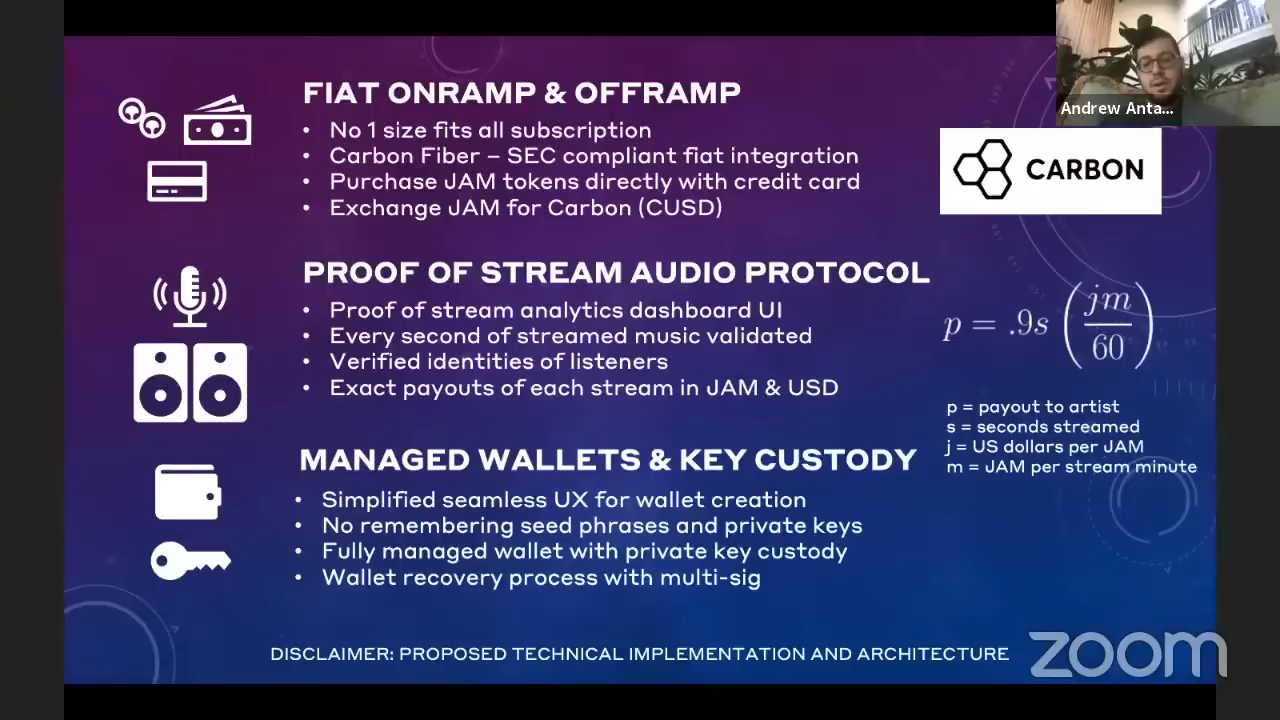 Andrew Anta...
FIAT ONRAMP & OFFRAMP
• No 1 size fits all subscription
• Carbon Fiber – SEC compliant fiat integration
• Purchase JAM tokens directly with credit card
• Exchange JAM for Carbon (CUSD)
CARBON
PROOF OF STREAM AUDIO PROTOCOL
• Proof of stream analytics dashboard UI
• Every second of streamed music validated
• Verified identities of listeners
• Exact payouts of each stream in JAM & USD
p = .9s (jm/60)
p = payout to artist
s = seconds streamed
j = US dollars per JAM
m = JAM per stream minute
MANAGED WALLETS & KEY CUSTODY
• Simplified seamless UX for wallet creation
• No remembering seed phrases and private keys
• Fully managed wallet with private key custody
• Wallet recovery process with multi-sig
DISCLAIMER: PROPOSED TECHNICAL IMPLEMENTATION AND ARCHITECTURE
zoom